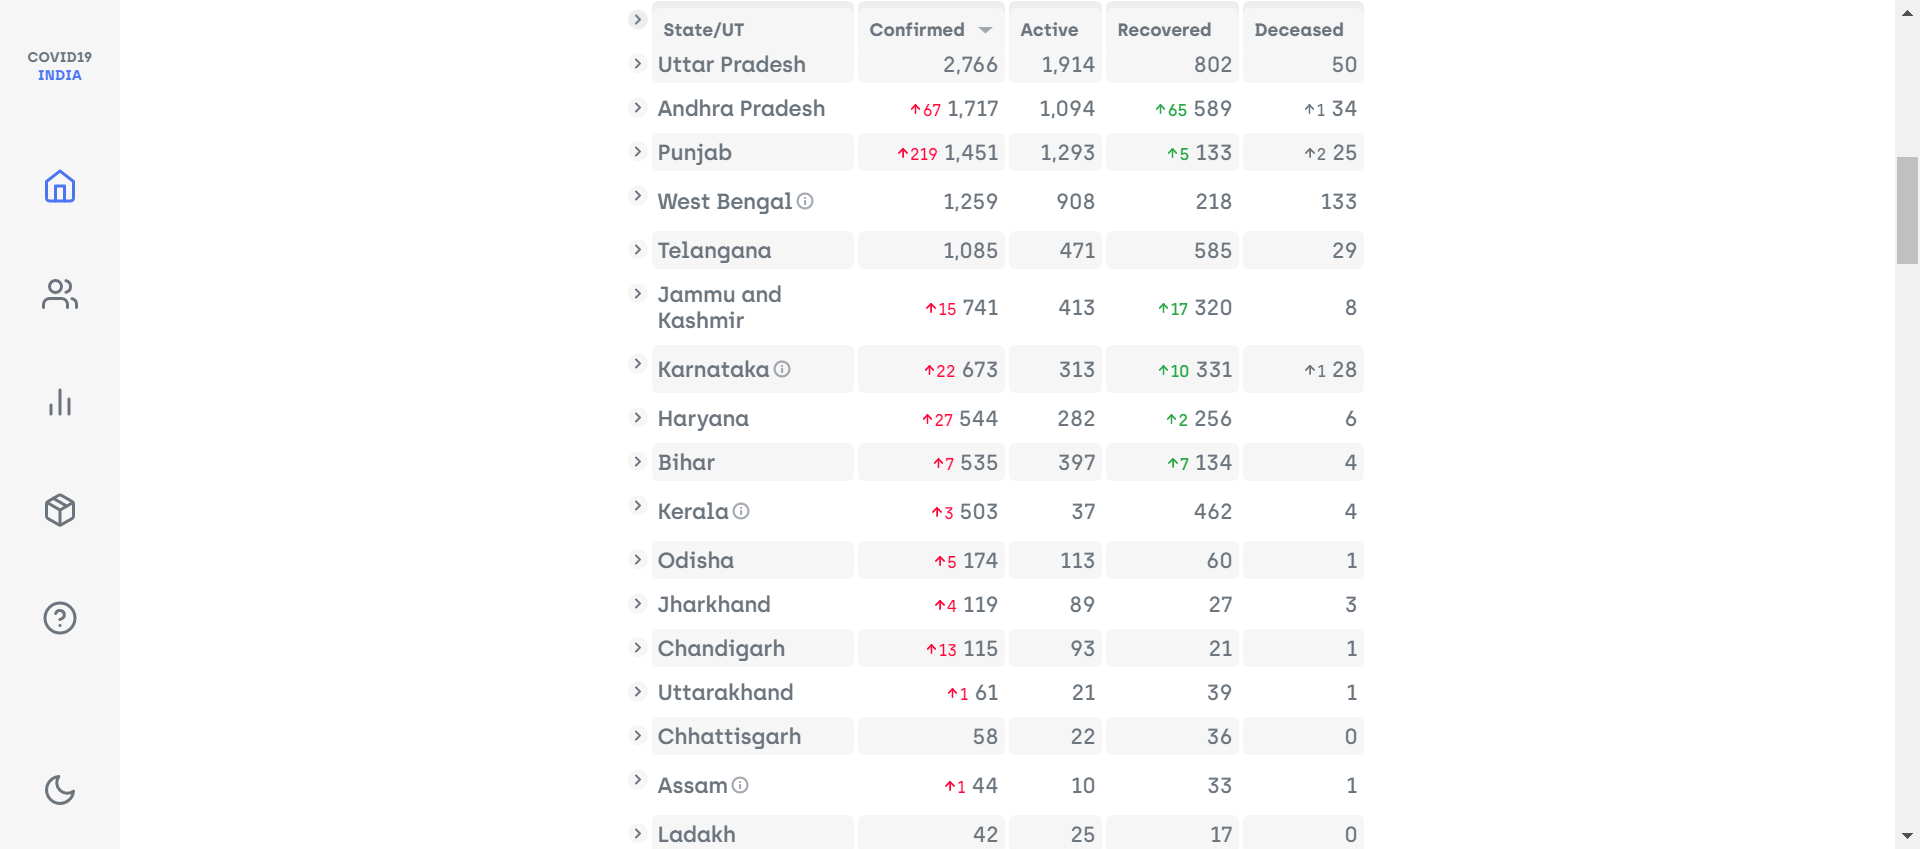 COVID19
INDIA
State/UT Confirmed Active Recovered Deceased
Uttar Pradesh 2,766 1,914 802 50
Andhra Pradesh ↑67 1,717 1,094 ↑65 589 ↑1 34
Punjab ↑219 1,451 1,293 ↑5 133 ↑2 25
West Bengal 1,259 908 218 133
Telangana 1,085 471 585 29
Jammu and
Kashmir ↑15 741 413 ↑17 320 8
Karnataka ↑22 673 313 ↑10 331 ↑1 28
Haryana ↑27 544 282 ↑2 256 6
Bihar ↑7 535 397 ↑7 134 4
Kerala ↑3 503 37 462 4
Odisha ↑5 174 113 60 1
Jharkhand ↑4 119 89 27 3
Chandigarh ↑13 115 93 21 1
Uttarakhand ↑1 61 21 39 1
Chhattisgarh 58 22 36 0
Assam ↑1 44 10 33 1
Ladakh 42 25 17 0